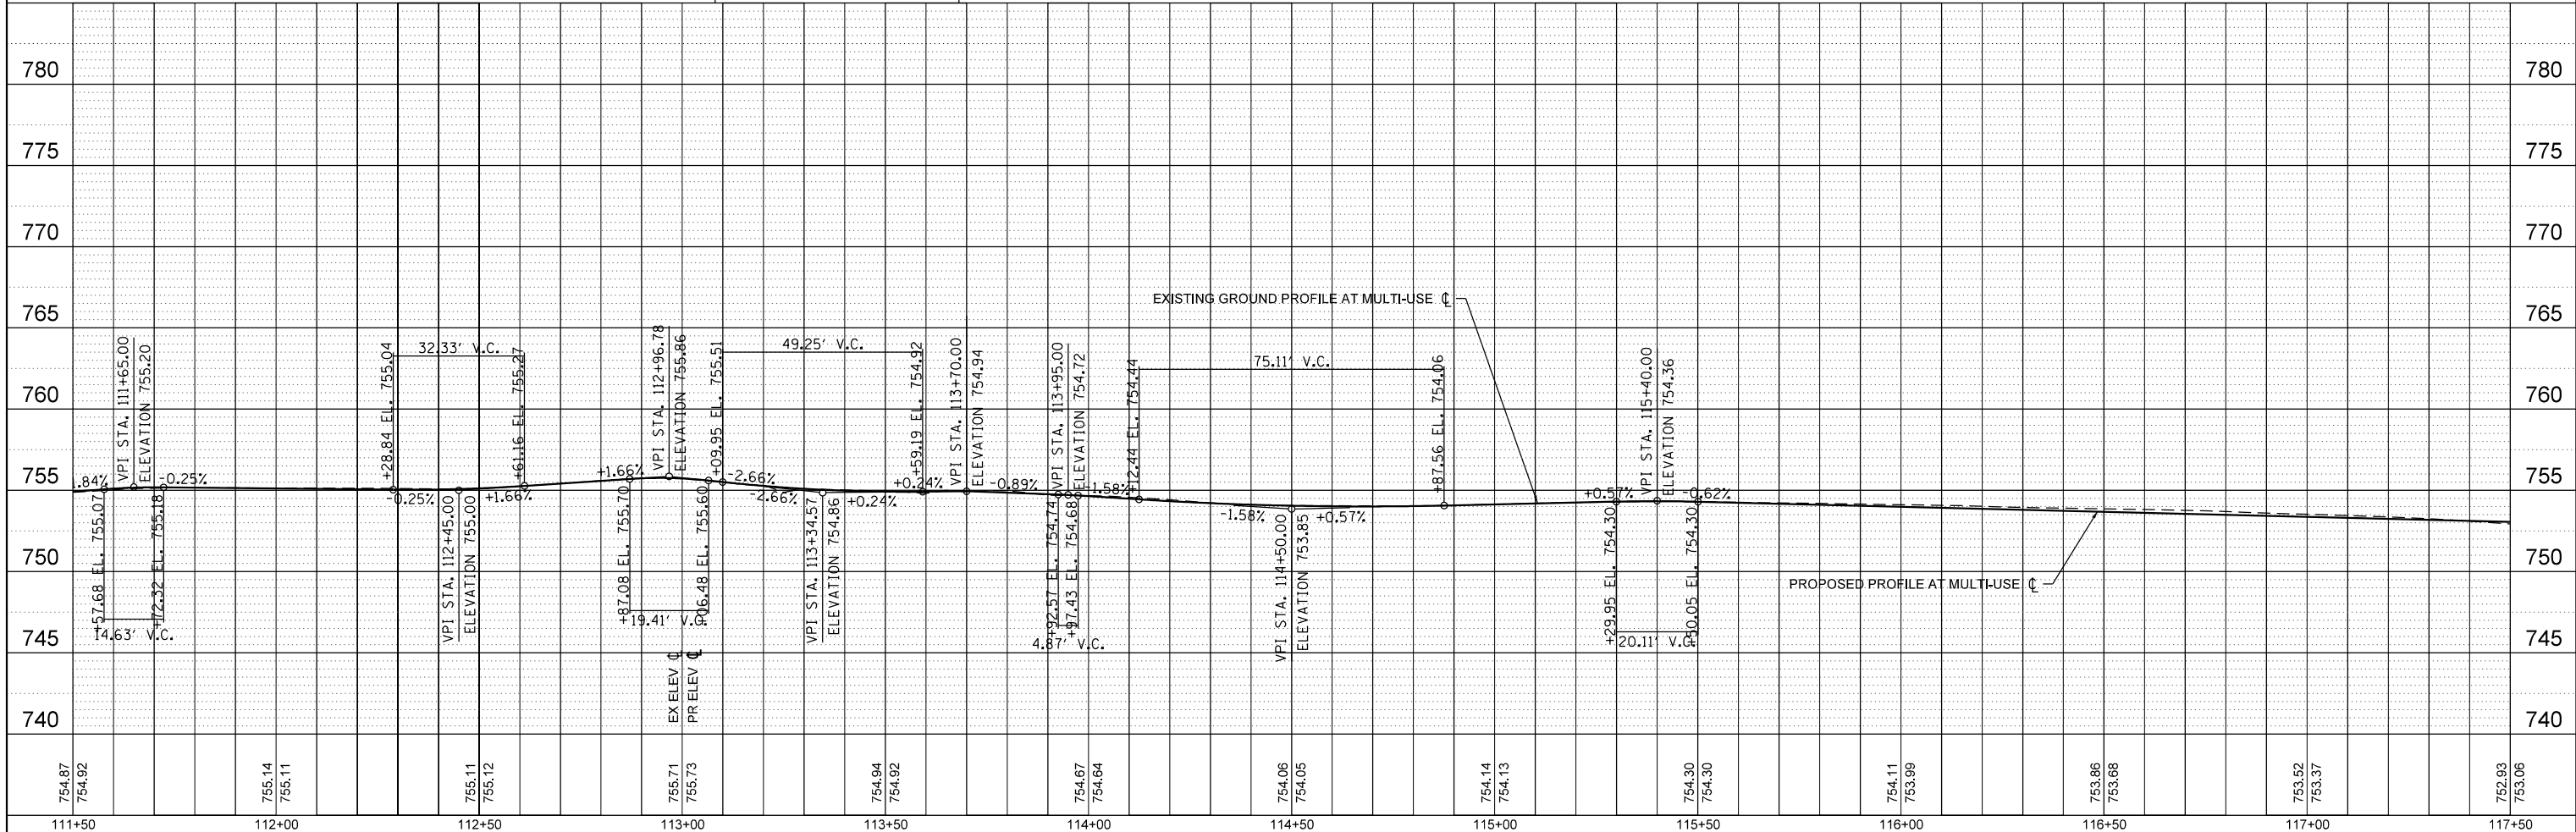 780 780
775 775
770 770
765 765
760 760
755 755
750 750
745 745
740 740
EXISTING GROUND PROFILE AT MULTI-USE ℄
PROPOSED PROFILE AT MULTI-USE ℄
.84%
+57.68 EL. 755.07
14.63' V.C.
VPI STA. 111+65.00
ELEVATION 755.20
+72.32 EL. 755.18
-0.25%
+28.84 EL. 755.04
32.33' V.C.
-0.25%
VPI STA. 112+45.00
ELEVATION 755.00
+1.66%
+61.16 EL. 755.27
+1.66%
+87.08 EL. 755.70
19.41' V.C.
VPI STA. 112+96.78
ELEVATION 755.86
+06.48 EL. 755.60
EX ELEV ℄
PR ELEV ℄
+09.95 EL. 755.51
-2.66%
49.25' V.C.
-2.66%
VPI STA. 113+34.57
ELEVATION 754.86
+0.24%
+59.19 EL. 754.92
+0.24%
VPI STA. 113+70.00
ELEVATION 754.94
-0.89%
+92.57 EL. 754.74
4.87' V.C.
VPI STA. 113+95.00
ELEVATION 754.72
+97.43 EL. 754.68
-1.58%
+12.44 EL. 754.44
75.11' V.C.
-1.58%
VPI STA. 114+50.00
ELEVATION 753.85
+0.57%
+87.56 EL. 754.06
+0.57%
+29.95 EL. 754.30
20.11' V.C.
VPI STA. 115+40.00
ELEVATION 754.36
+50.05 EL. 754.30
-0.62%
754.87 755.14 755.11 755.71 754.94 754.67 754.06 754.14 754.30 754.11 753.86 753.52 752.93
754.92 755.11 755.12 755.73 754.92 754.64 754.05 754.13 754.30 753.99 753.68 753.37 753.06
111+50 112+00 112+50 113+00 113+50 114+00 114+50 115+00 115+50 116+00 116+50 117+00 117+50